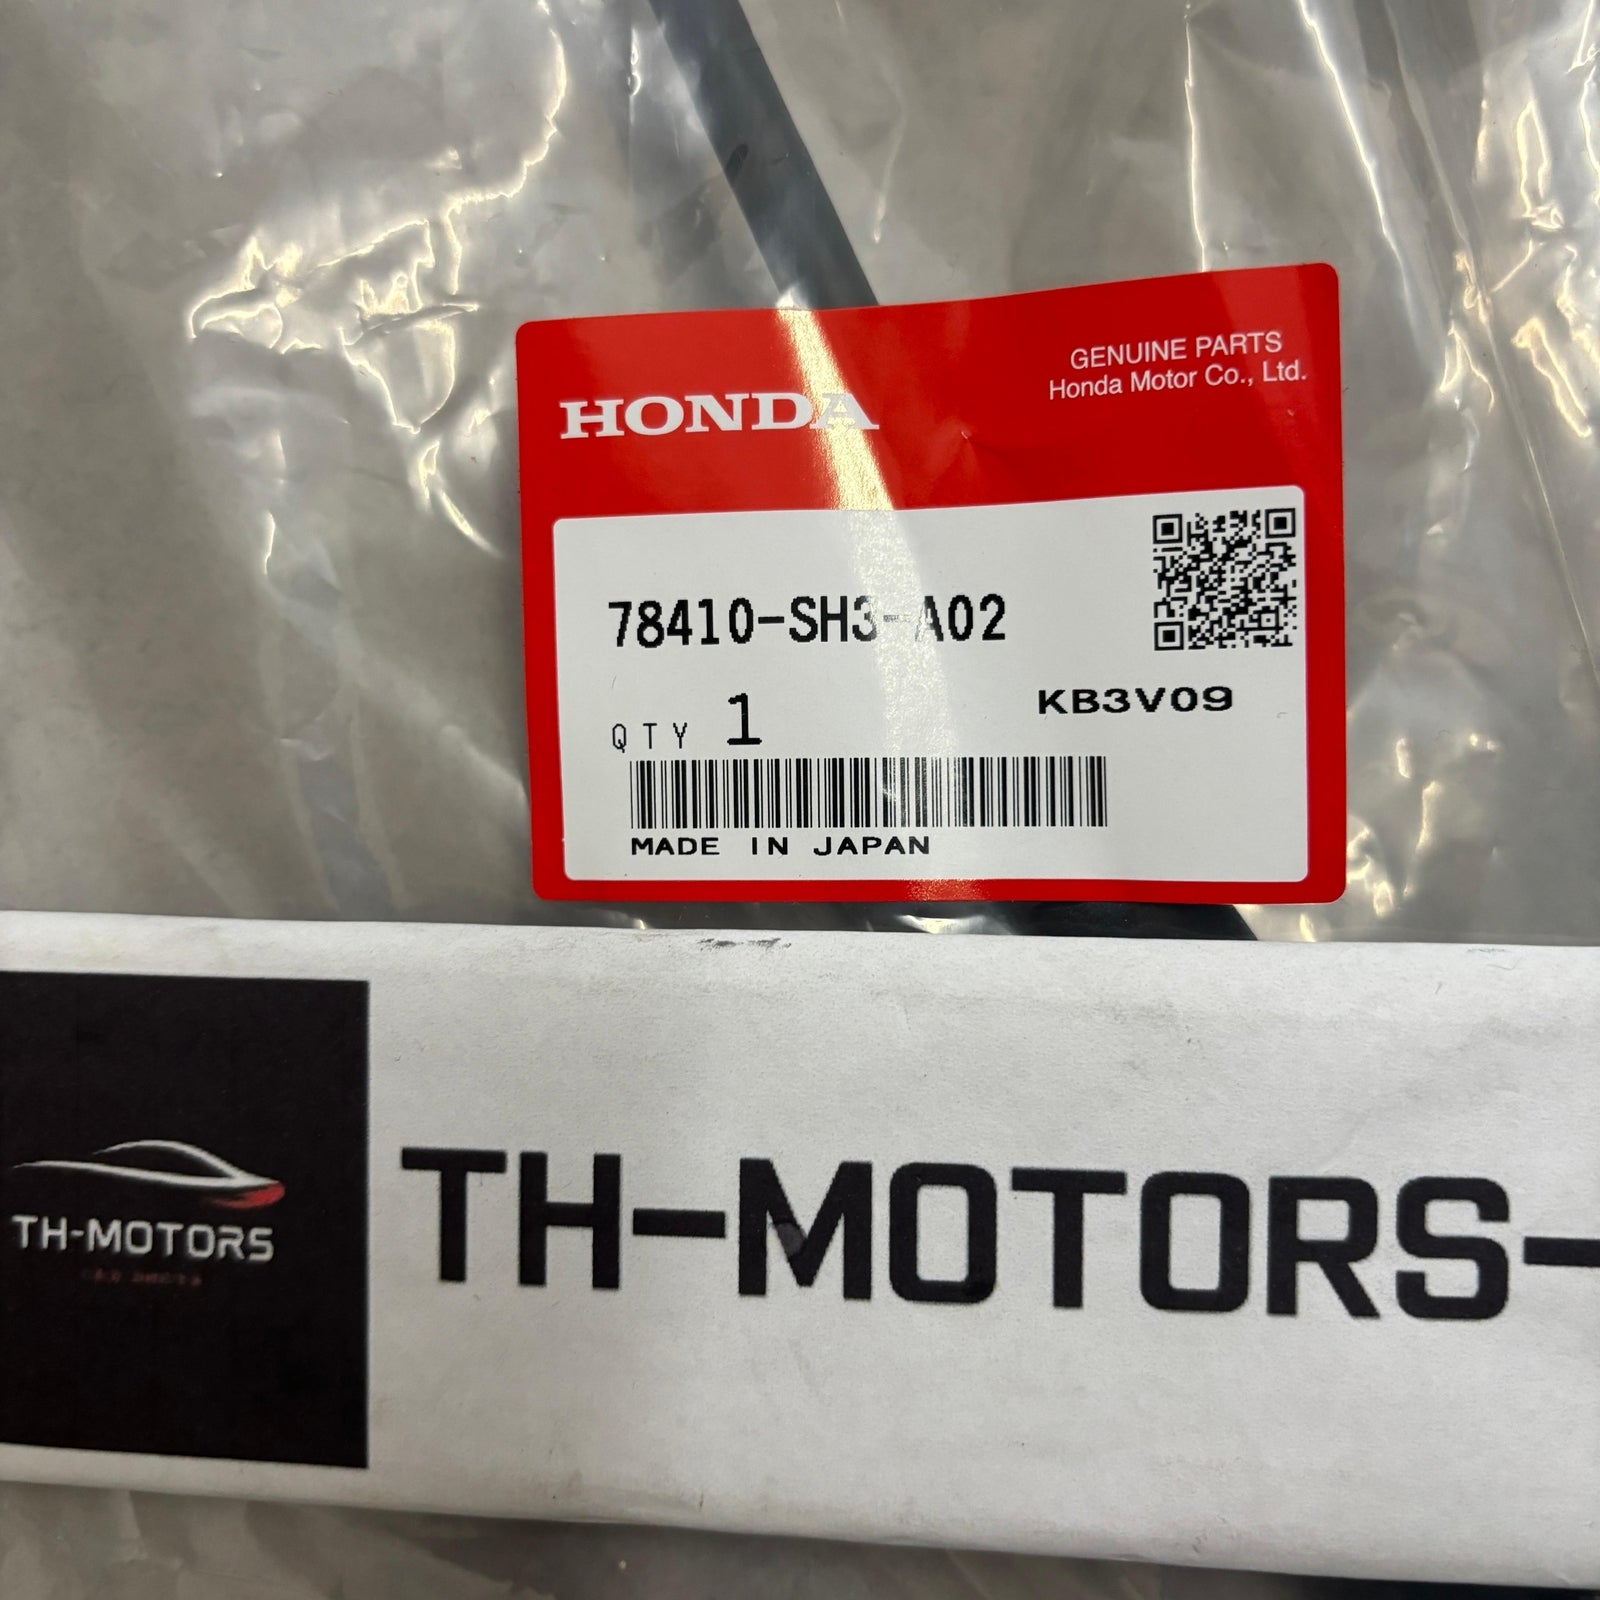 HONDA
GENUINE PARTS
Honda Motor Co., Ltd.
78410-SH3-A02
QTY 1
KB3V09
MADE IN JAPAN
TH-MOTORS
TH-MOTORS-